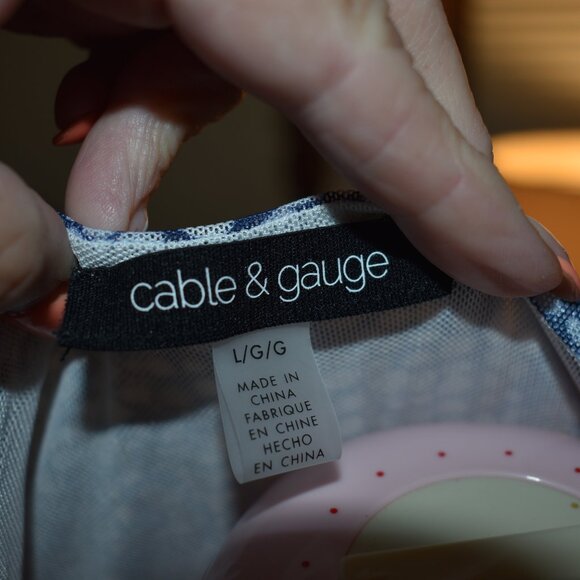 cable & gauge
L/G/G
MADE IN
CHINA
FABRIQUE
EN CHINE
HECHO
EN CHINA